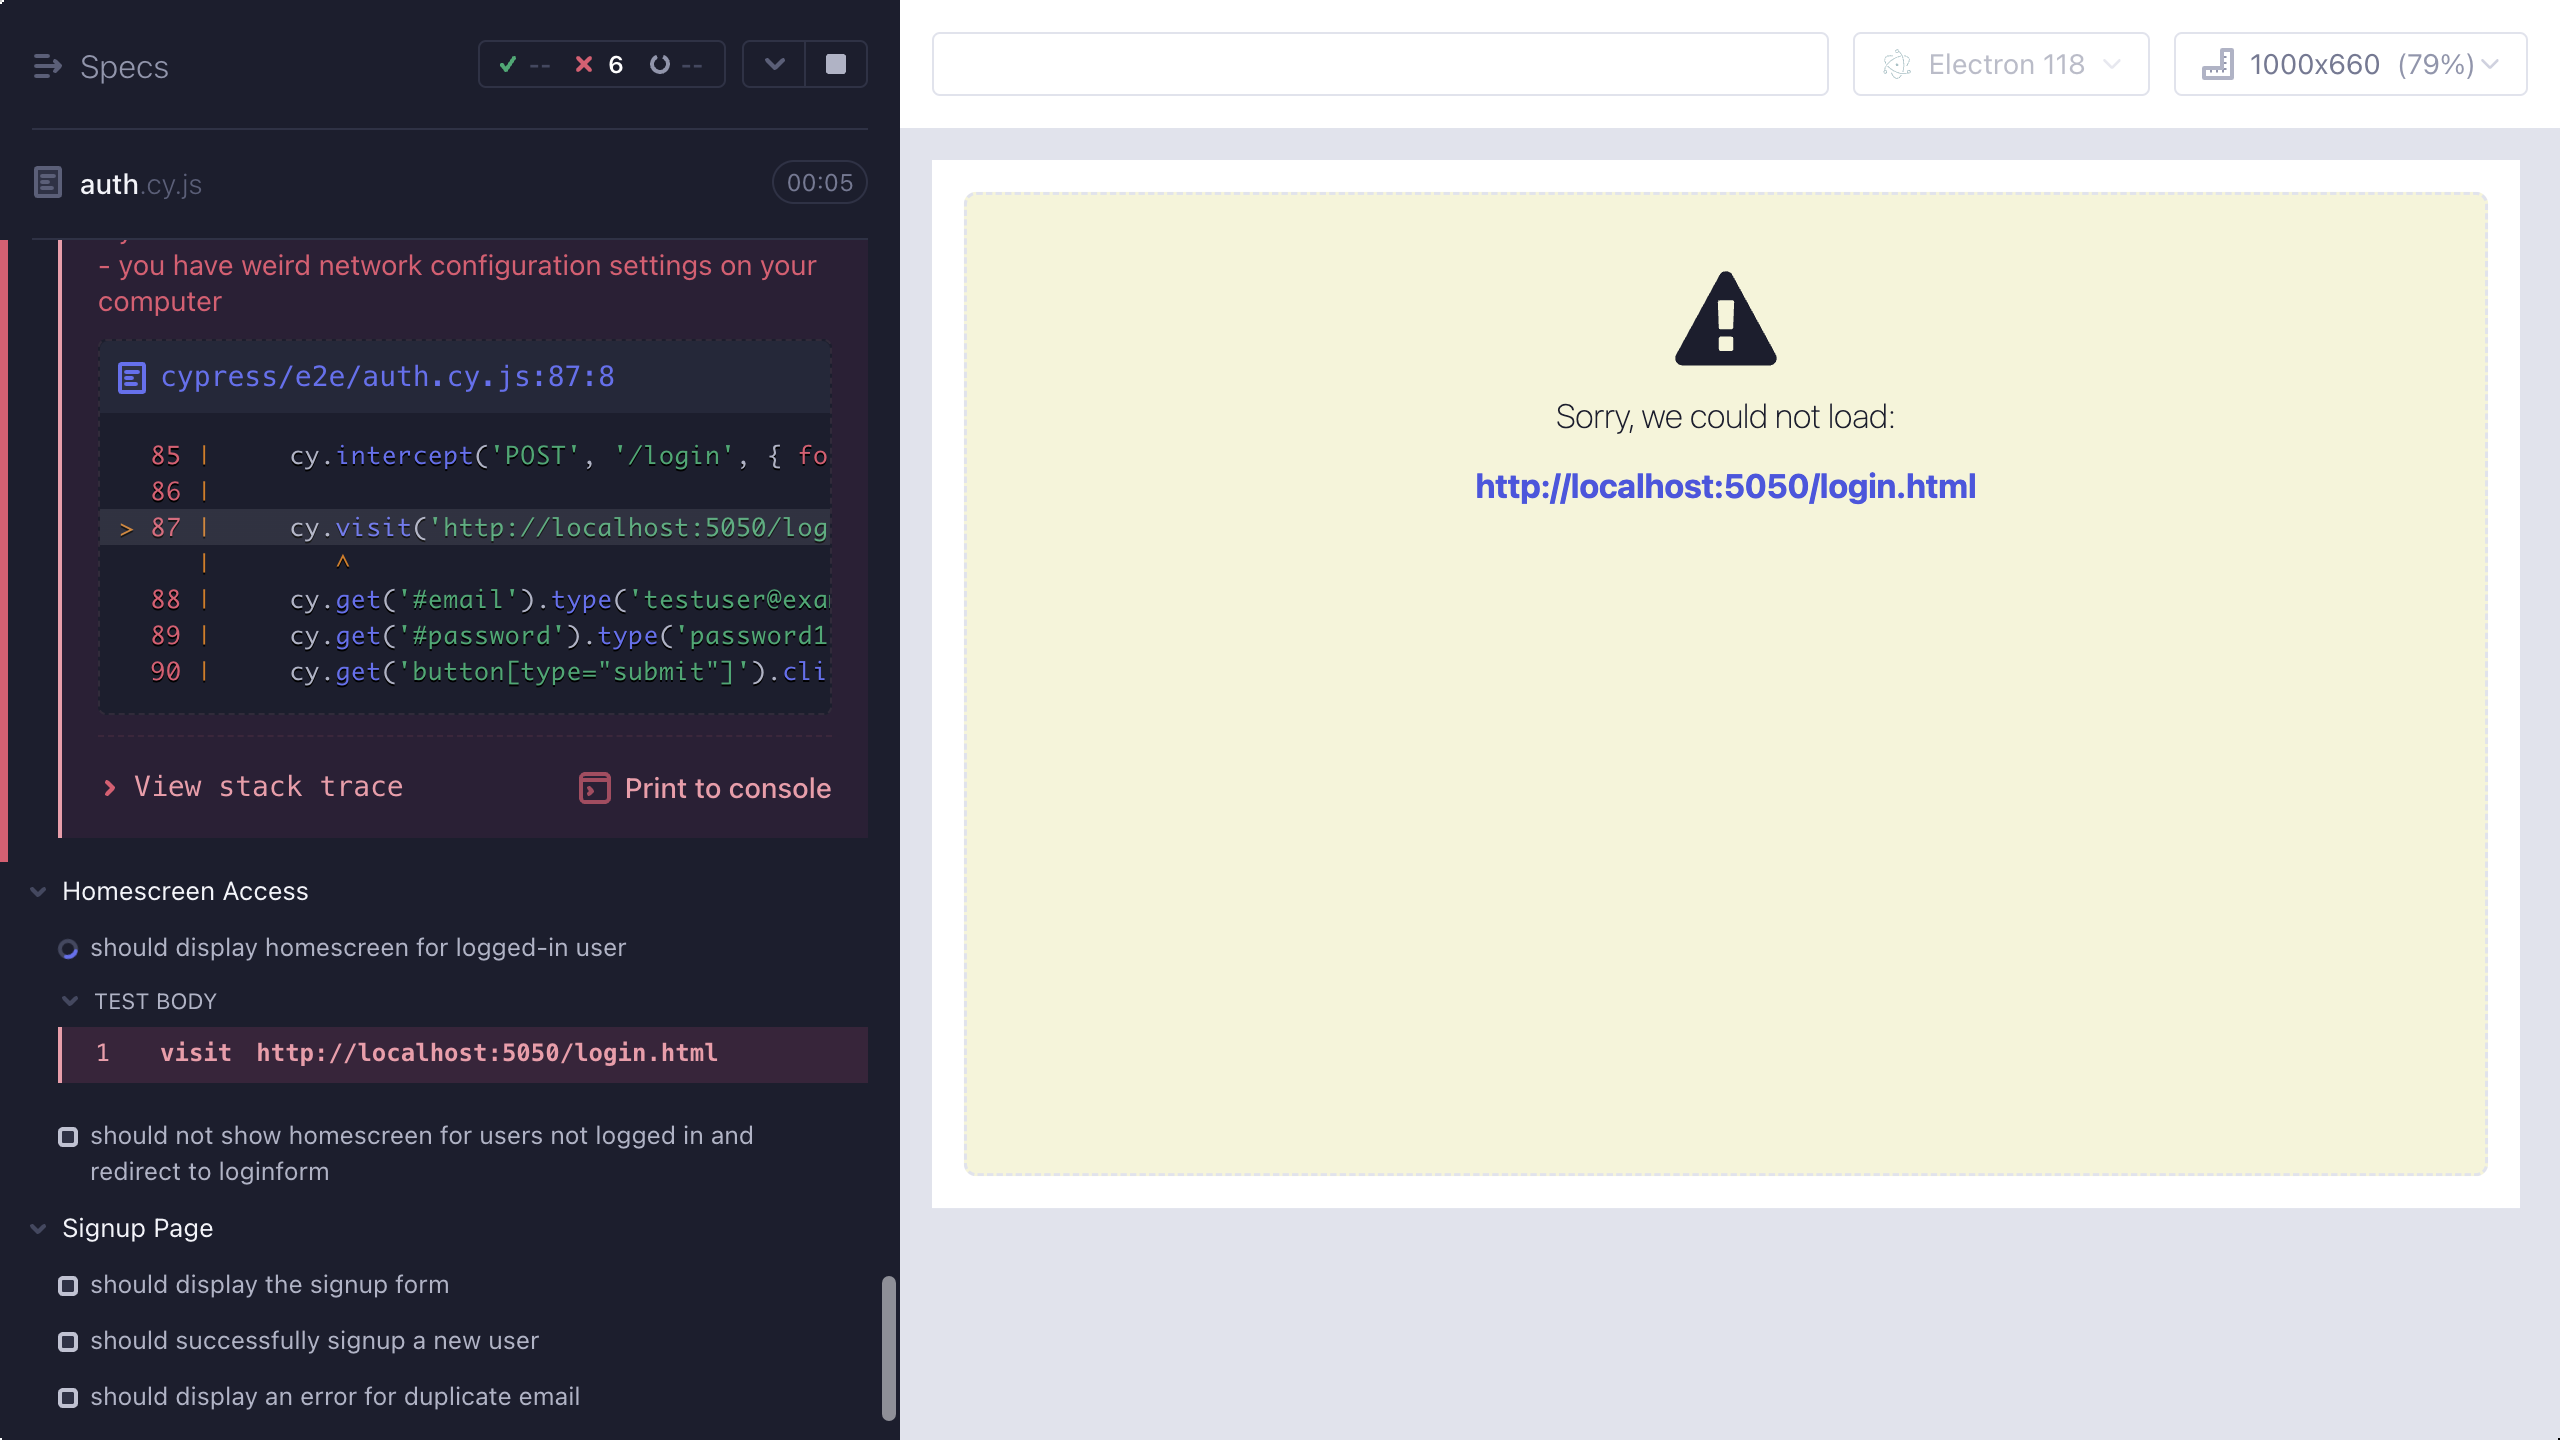 Specs
-- 6 --
auth.cy.js
00:05
- you have weird network configuration settings on your
computer
cypress/e2e/auth.cy.js:87:8
85 | cy.intercept('POST', '/login', { fo
86 |
> 87 | cy.visit('http://localhost:5050/log
| ^
88 | cy.get('#email').type('testuser@exa
89 | cy.get('#password').type('password1
90 | cy.get('button[type="submit"]').cli
View stack trace
Print to console
Homescreen Access
should display homescreen for logged-in user
TEST BODY
1 visit http://localhost:5050/login.html
should not show homescreen for users not logged in and
redirect to loginform
Signup Page
should display the signup form
should successfully signup a new user
should display an error for duplicate email
Electron 118
1000x660 (79%)
Sorry, we could not load:
http://localhost:5050/login.html